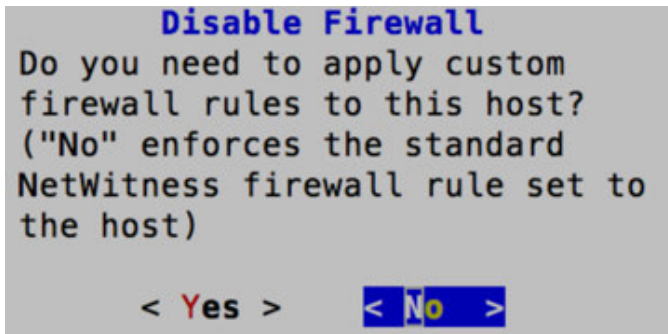 Disable Firewall
Do you need to apply custom
firewall rules to this host?
("No" enforces the standard
NetWitness firewall rule set to
the host)
< Yes > < No >